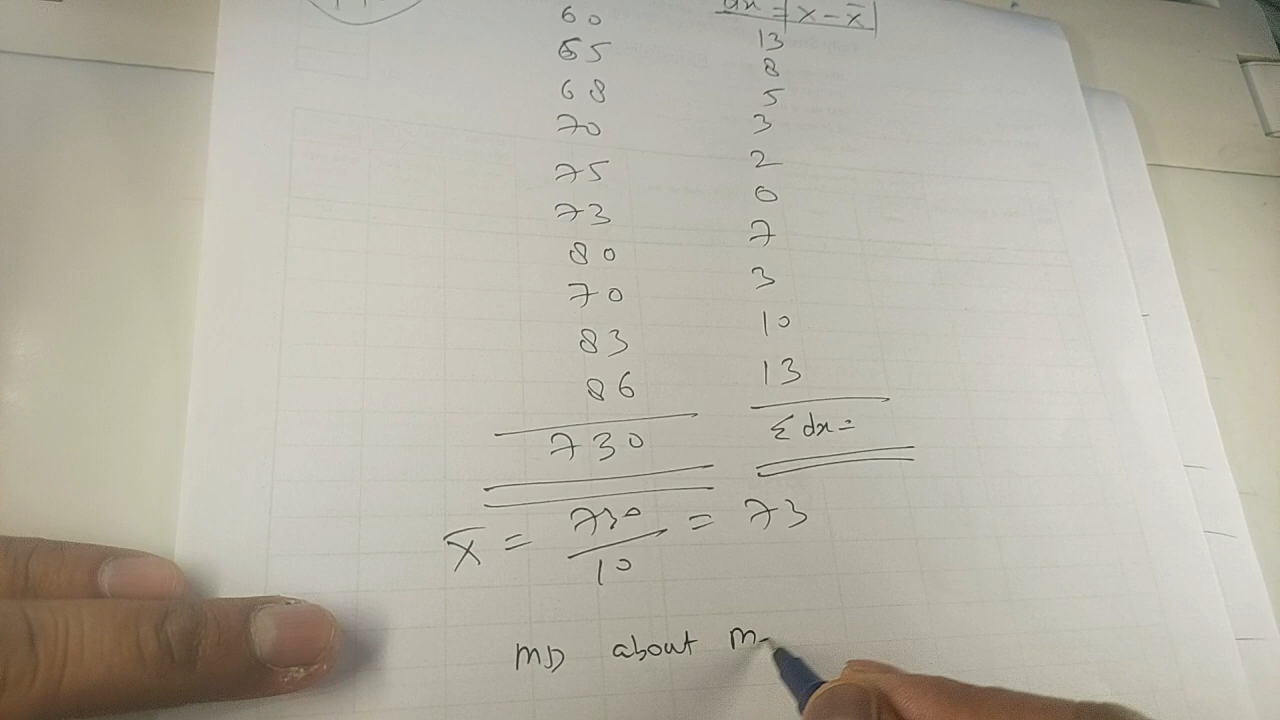 60 dx = |x - x̄|
65 13
68 8
70 5
75 3
73 2
80 0
70 7
83 3
86 10
730 13
Σdx =
x̄ = 730/10 = 73
MD about m